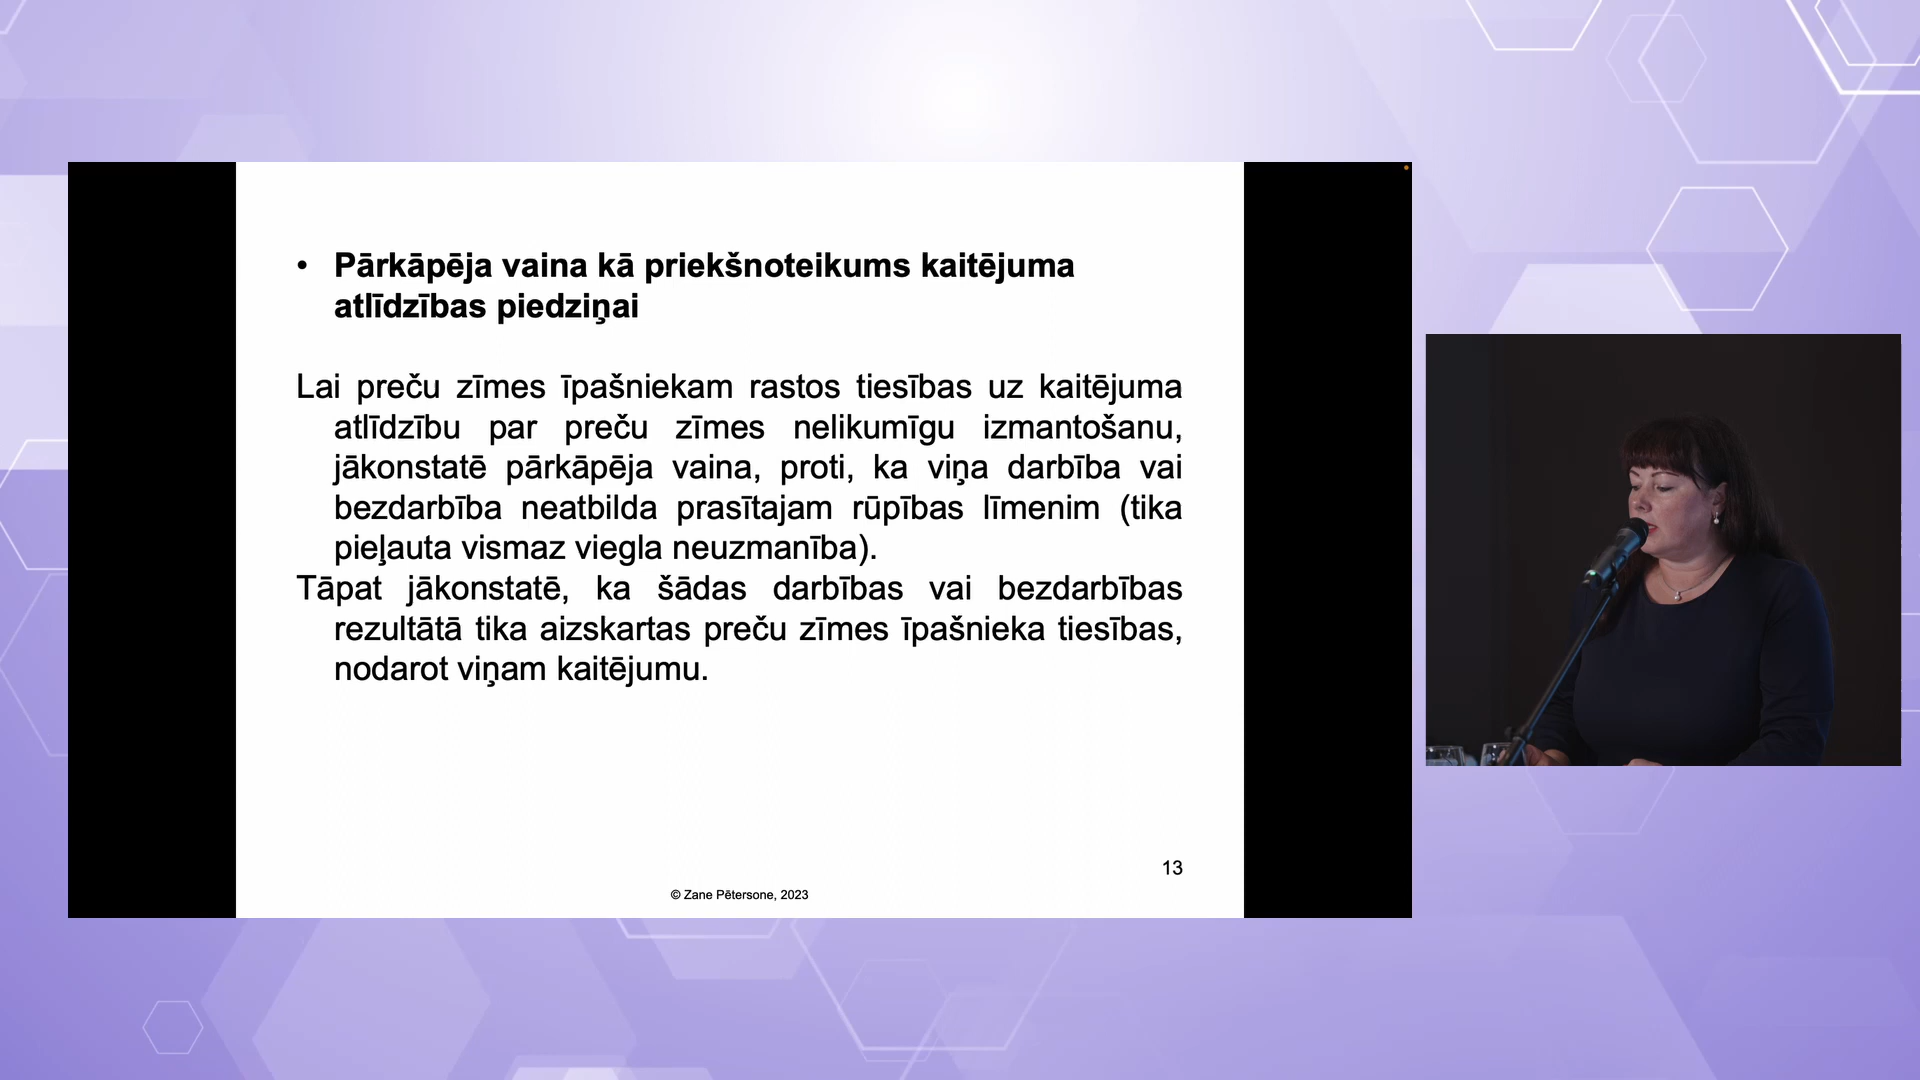 • Pārkāpēja vaina kā priekšnoteikums kaitējuma
atlīdzības piedziņai
Lai preču zīmes īpašniekam rastos tiesības uz kaitējuma
atlīdzību par preču zīmes nelikumīgu izmantošanu,
jākonstatē pārkāpēja vaina, proti, ka viņa darbība vai
bezdarbība neatbilda prasītajam rūpības līmenim (tika
pieļauta vismaz viegla neuzmanība).
Tāpat jākonstatē, ka šādas darbības vai bezdarbības
rezultātā tika aizskartas preču zīmes īpašnieka tiesības,
nodarot viņam kaitējumu.
13
© Zane Pētersone, 2023